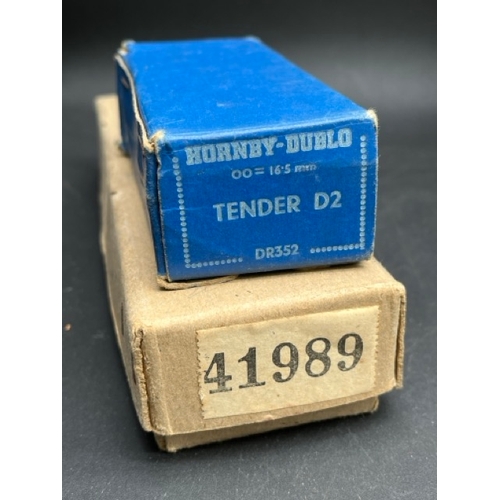 HORNBY-DUBLO
OO = 16·5 mm
TENDER D2
DR352
41989